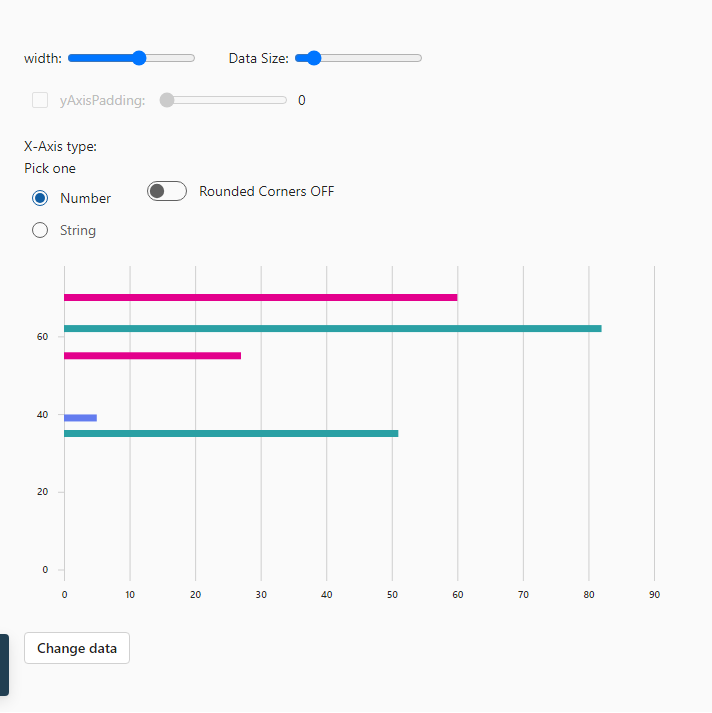 width: Data Size:
yAxisPadding: 0
X-Axis type:
Pick one
Number
Rounded Corners OFF
String
60
40
20
0
0 10 20 30 40 50 60 70 80 90
Change data